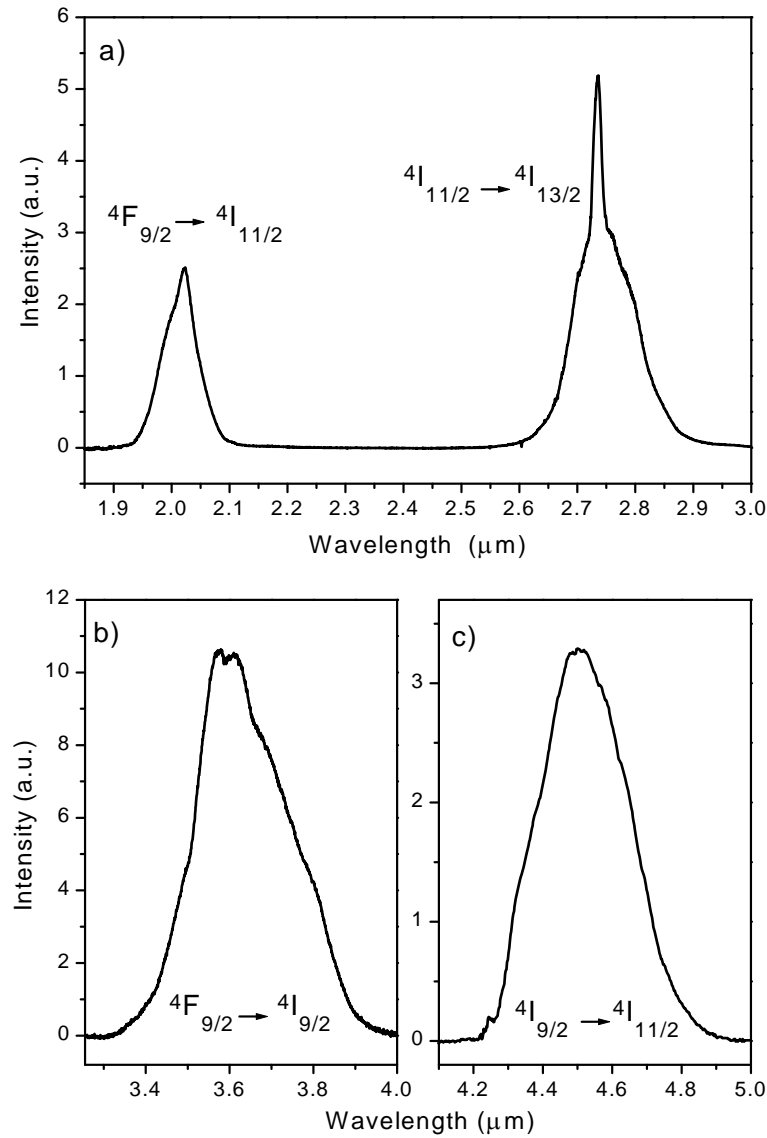 a)
Intensity (a.u.)
6
5
4
3
2
1
0
4F9/2 → 4I11/2
4I11/2 → 4I13/2
1.9 2.0 2.1 2.2 2.3 2.4 2.5 2.6 2.7 2.8 2.9 3.0
Wavelength (μm)
b)
Intensity (a.u.)
12
10
8
6
4
2
0
4F9/2 → 4I9/2
3.4 3.6 3.8 4.0
c)
3
2
1
0
4I9/2 → 4I11/2
4.2 4.4 4.6 4.8 5.0
Wavelength (μm)